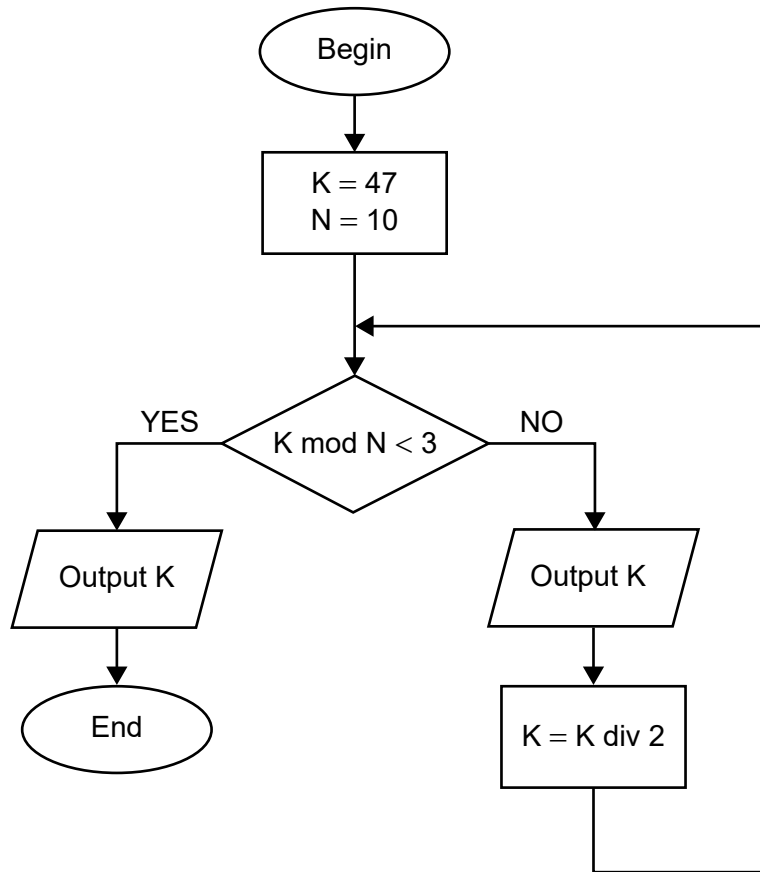 Begin
K = 47
N = 10
YES
K mod N < 3
NO
Output K
Output K
End
K = K div 2